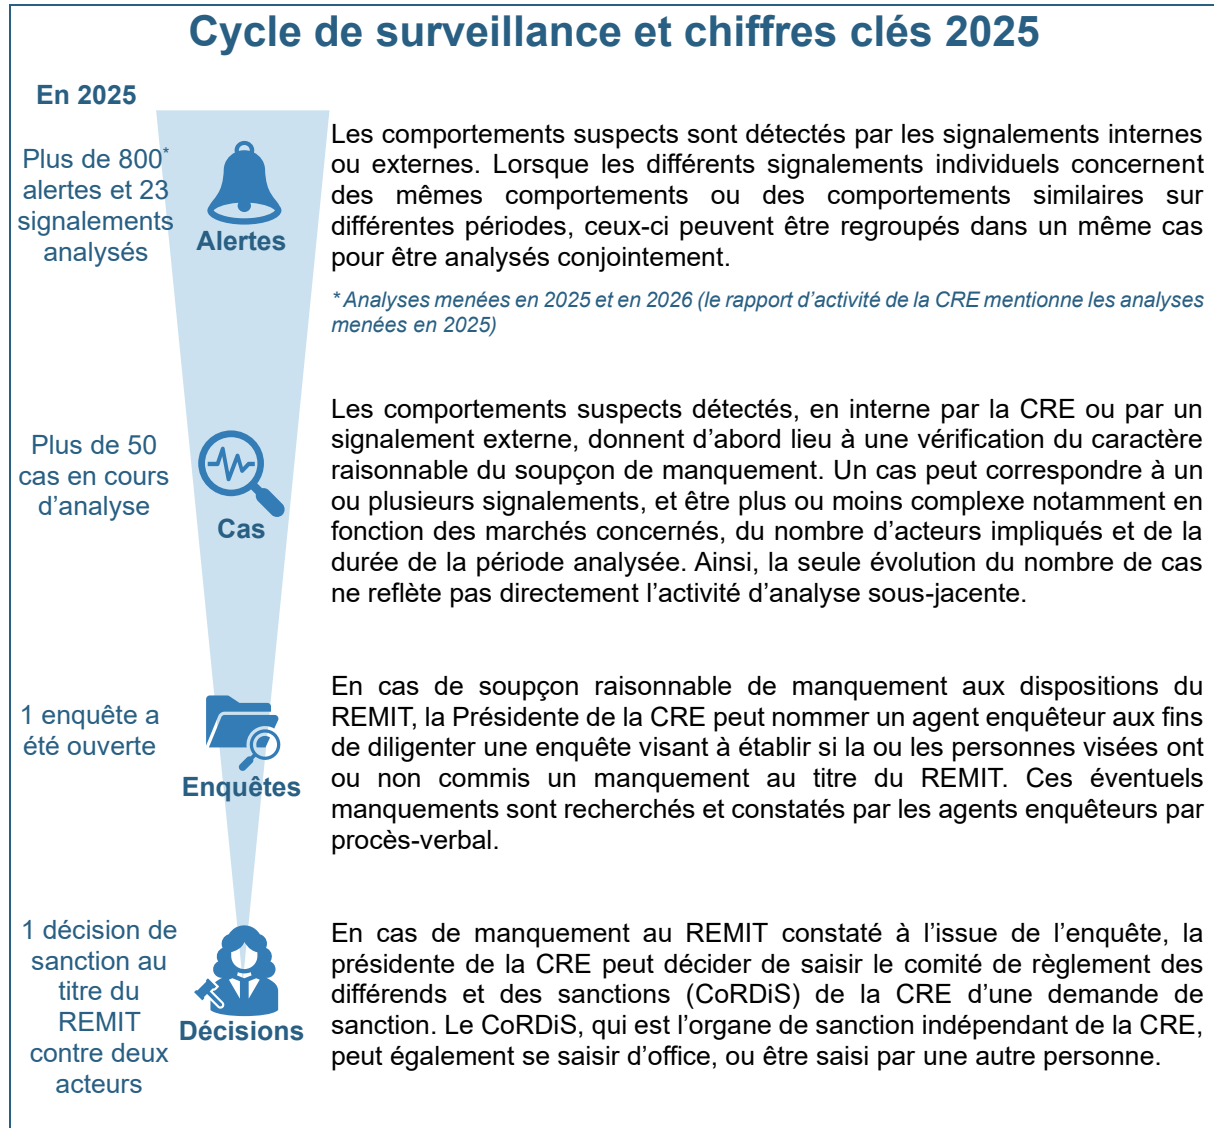 Cycle de surveillance et chiffres clés 2025
En 2025
Plus de 800*
alertes et 23
signalements
analysés
Alertes
Les comportements suspects sont détectés par les signalements internes
ou externes. Lorsque les différents signalements individuels concernent
des mêmes comportements ou des comportements similaires sur
différentes périodes, ceux-ci peuvent être regroupés dans un même cas
pour être analysés conjointement.
* Analyses menées en 2025 et en 2026 (le rapport d’activité de la CRE mentionne les analyses
menées en 2025)
Plus de 50
cas en cours
d’analyse
Cas
Les comportements suspects détectés, en interne par la CRE ou par un
signalement externe, donnent d’abord lieu à une vérification du caractère
raisonnable du soupçon de manquement. Un cas peut correspondre à un
ou plusieurs signalements, et être plus ou moins complexe notamment en
fonction des marchés concernés, du nombre d’acteurs impliqués et de la
durée de la période analysée. Ainsi, la seule évolution du nombre de cas
ne reflète pas directement l’activité d’analyse sous-jacente.
1 enquête a
été ouverte
Enquêtes
En cas de soupçon raisonnable de manquement aux dispositions du
REMIT, la Présidente de la CRE peut nommer un agent enquêteur aux fins
de diligenter une enquête visant à établir si la ou les personnes visées ont
ou non commis un manquement au titre du REMIT. Ces éventuels
manquements sont recherchés et constatés par les agents enquêteurs par
procès-verbal.
1 décision de
sanction au
titre du
REMIT
contre deux
acteurs
Décisions
En cas de manquement au REMIT constaté à l’issue de l’enquête, la
présidente de la CRE peut décider de saisir le comité de règlement des
différends et des sanctions (CoRDiS) de la CRE d’une demande de
sanction. Le CoRDiS, qui est l’organe de sanction indépendant de la CRE,
peut également se saisir d’office, ou être saisi par une autre personne.